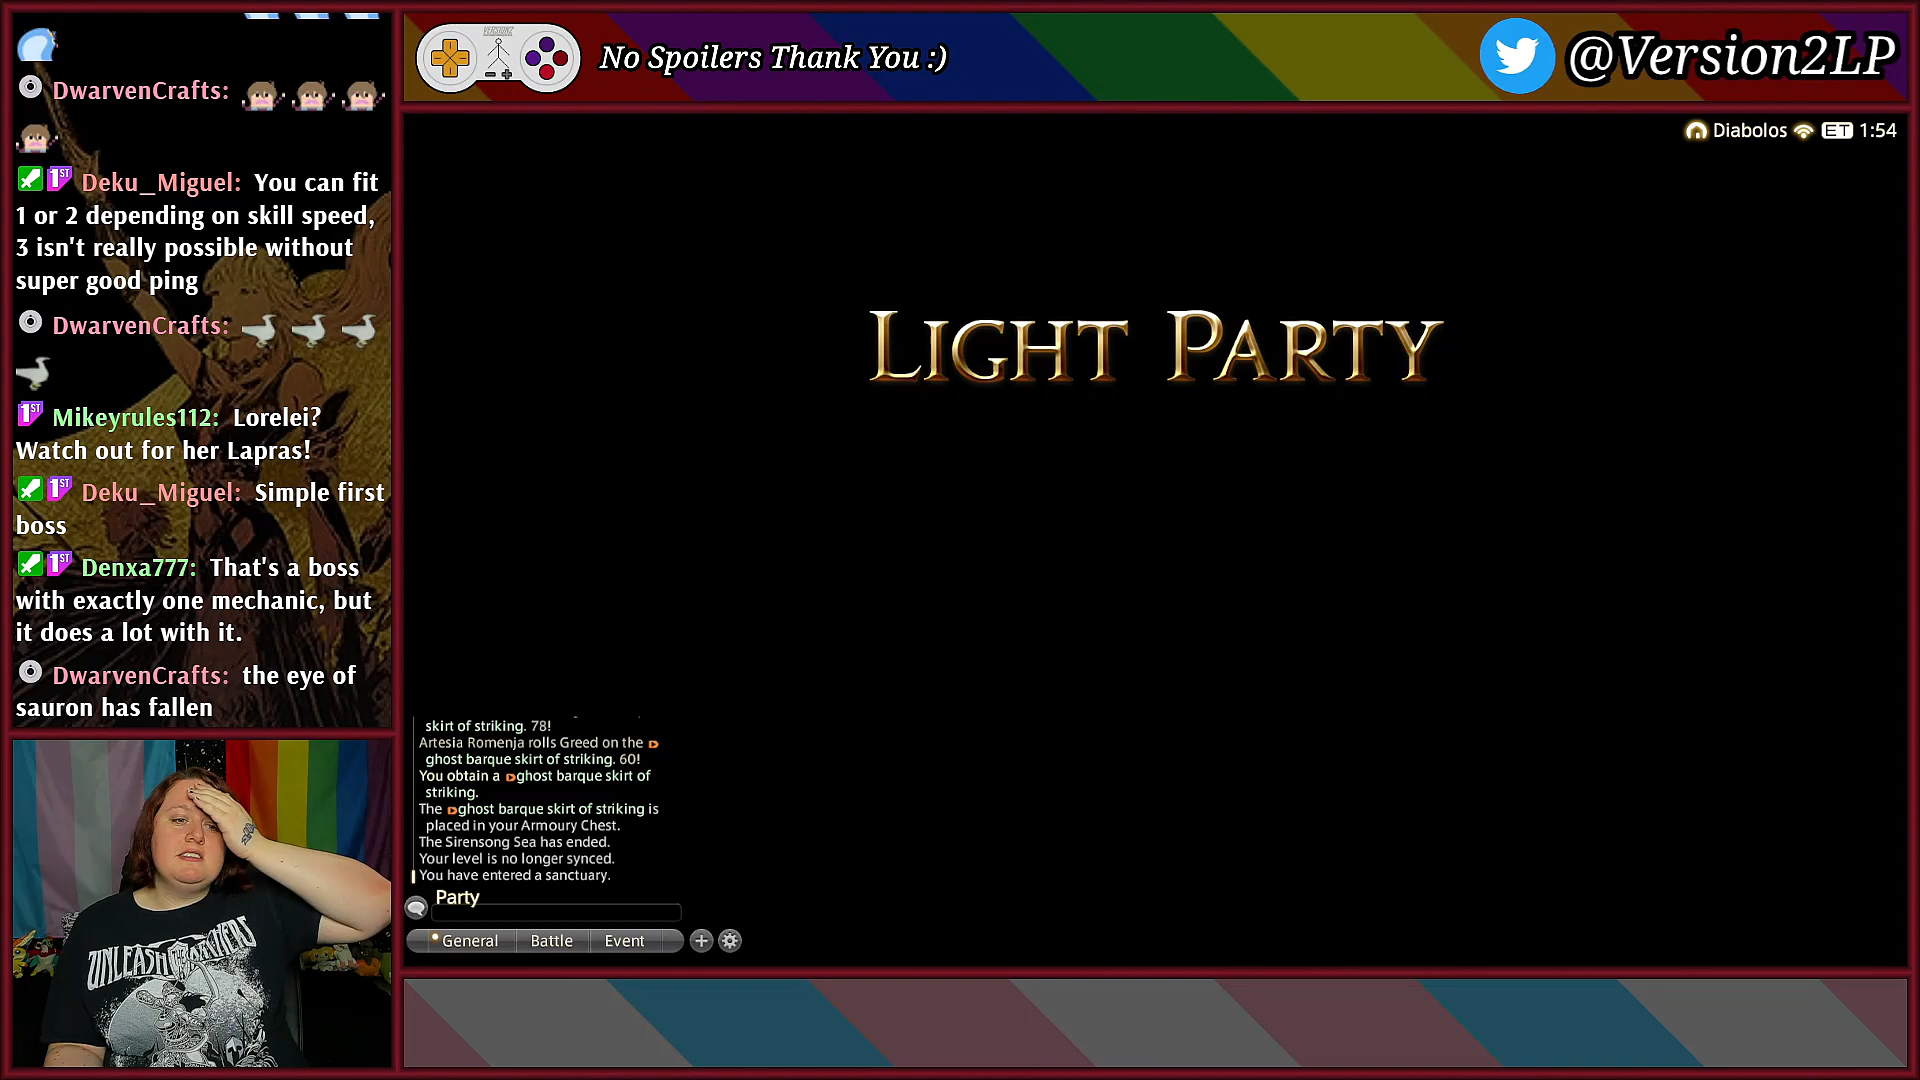 DwarvenCrafts:
Deku_Miguel: You can fit
1 or 2 depending on skill speed,
3 isn't really possible without
super good ping
DwarvenCrafts:
Mikeyrules112: Lorelei?
Watch out for her Lapras!
Deku_Miguel: Simple first
boss
Denxa777: That's a boss
with exactly one mechanic, but
it does a lot with it.
DwarvenCrafts: the eye of
sauron has fallen
VERSION2
No Spoilers Thank You :)
@Version2LP
Diabolos ET 1:54
LIGHT PARTY
skirt of striking. 78!
Artesia Romenja rolls Greed on the
ghost barque skirt of striking. 60!
You obtain a ghost barque skirt of
striking.
The ghost barque skirt of striking is
placed in your Armoury Chest.
The Sirensong Sea has ended.
Your level is no longer synced.
You have entered a sanctuary.
Party
General Battle Event